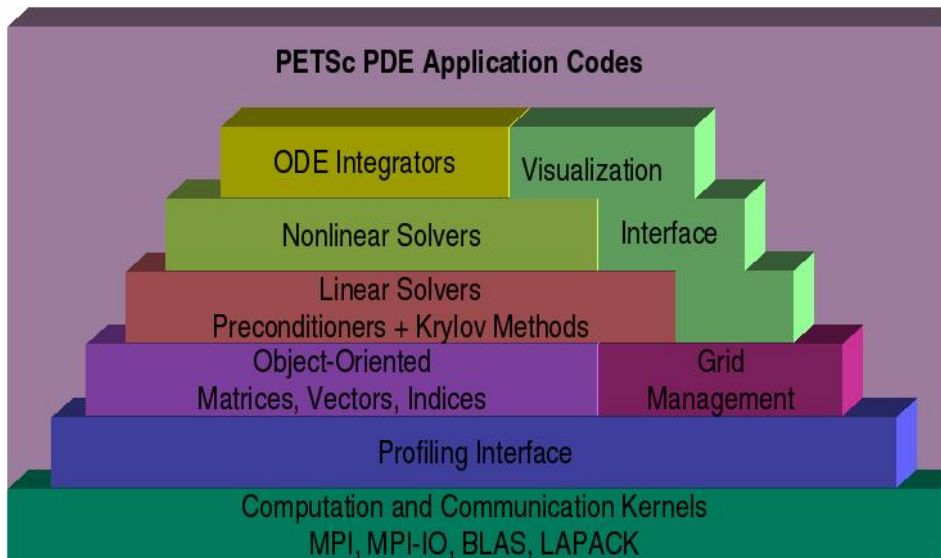 PETSc PDE Application Codes
ODE Integrators
Visualization
Nonlinear Solvers
Interface
Linear Solvers
Preconditioners + Krylov Methods
Object-Oriented
Matrices, Vectors, Indices
Grid
Management
Profiling Interface
Computation and Communication Kernels
MPI, MPI-IO, BLAS, LAPACK